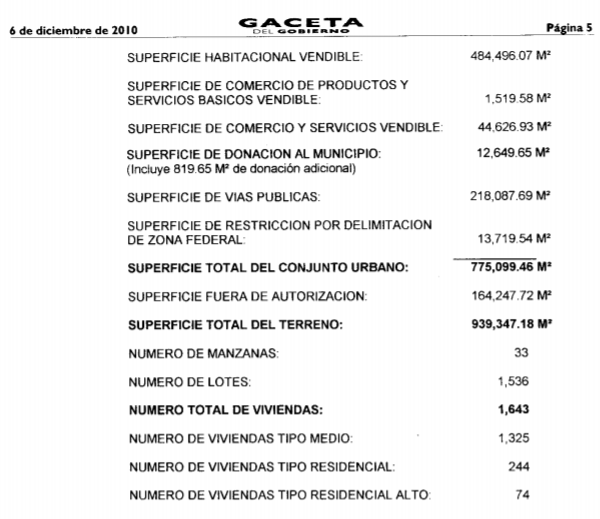 6 de diciembre de 2010
GACETA
DEL GOBIERNO
Página 5
SUPERFICIE HABITACIONAL VENDIBLE: 484,496.07 M²
SUPERFICIE DE COMERCIO DE PRODUCTOS Y
SERVICIOS BASICOS VENDIBLE: 1,519.58 M²
SUPERFICIE DE COMERCIO Y SERVICIOS VENDIBLE: 44,626.93 M²
SUPERFICIE DE DONACION AL MUNICIPIO: 12,649.65 M²
(Incluye 819.65 M² de donación adicional)
SUPERFICIE DE VIAS PUBLICAS: 218,087.69 M²
SUPERFICIE DE RESTRICCION POR DELIMITACION
DE ZONA FEDERAL: 13,719.54 M²
SUPERFICIE TOTAL DEL CONJUNTO URBANO: 775,099.46 M²
SUPERFICIE FUERA DE AUTORIZACION: 164,247.72 M²
SUPERFICIE TOTAL DEL TERRENO: 939,347.18 M²
NUMERO DE MANZANAS: 33
NUMERO DE LOTES: 1,536
NUMERO TOTAL DE VIVIENDAS: 1,643
NUMERO DE VIVIENDAS TIPO MEDIO: 1,325
NUMERO DE VIVIENDAS TIPO RESIDENCIAL: 244
NUMERO DE VIVIENDAS TIPO RESIDENCIAL ALTO: 74